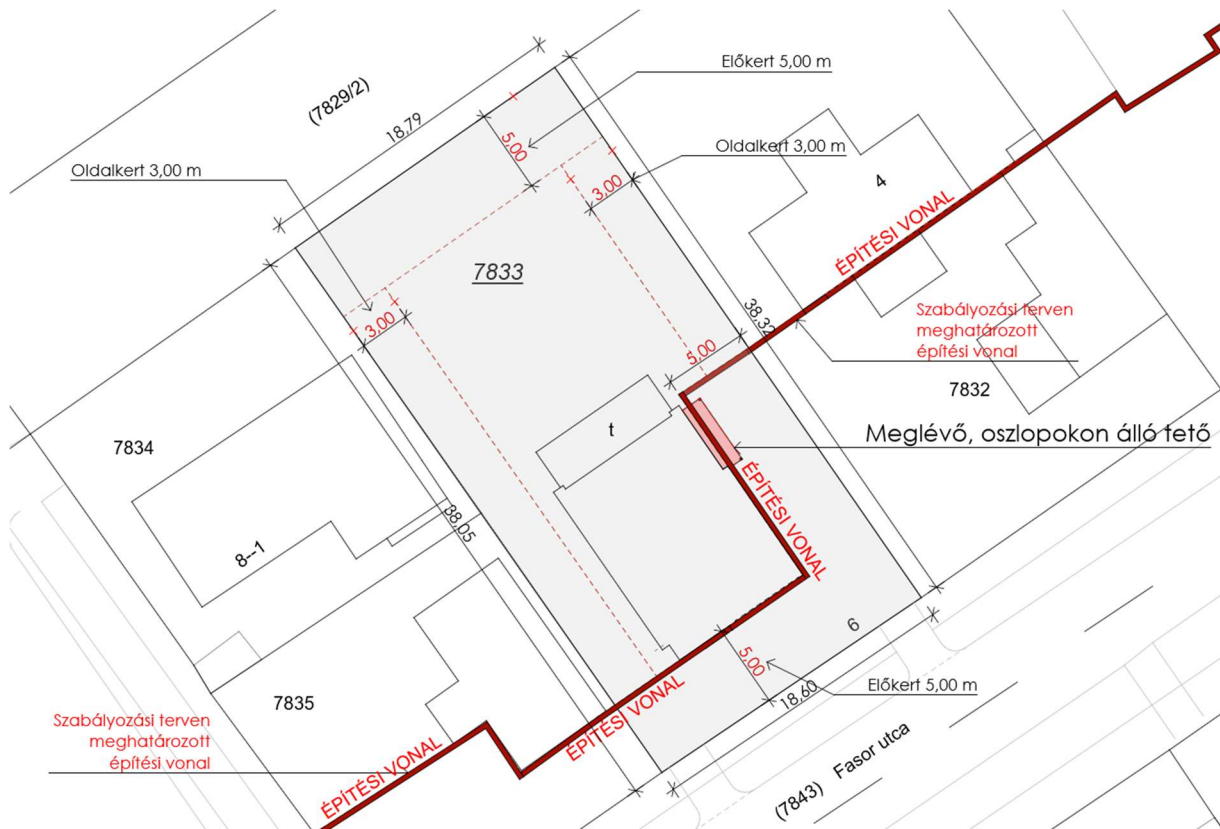 Előkert 5,00 m
(7829/2)
18,79
5,00
Oldalkert 3,00 m
Oldalkert 3,00 m
3,00
4
ÉPÍTÉSI VONAL
7833
38,32
Szabályozási terven
meghatározott
építési vonal
3,00
5,00
7832
7834
t
Meglévő, oszlopokon álló tető
ÉPÍTÉSI VONAL
38,05
8--1
6
5,00
Előkert 5,00 m
18,60
7835
ÉPÍTÉSI VONAL
Szabályozási terven
meghatározott
építési vonal
ÉPÍTÉSI VONAL
(7843) Fasor utca